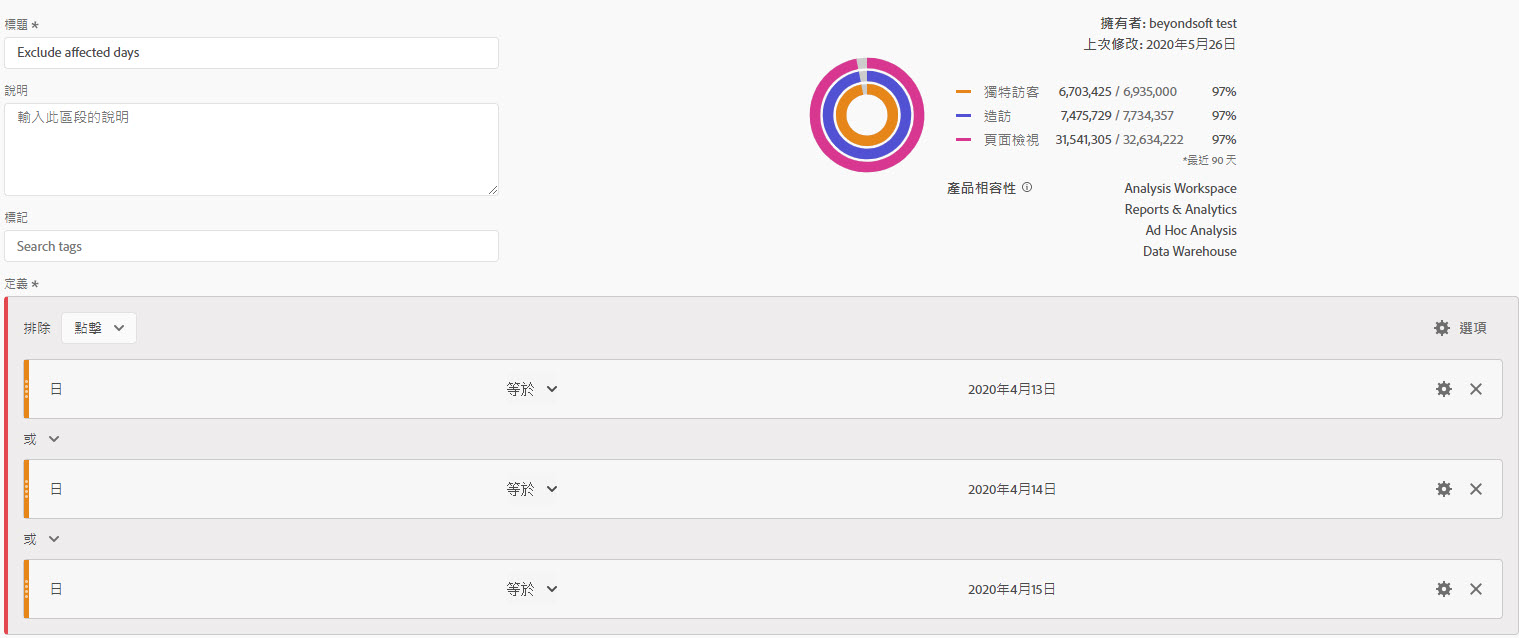 標題 *
Exclude affected days
說明
輸入此區段的說明
標記
Search tags
擁有者: beyondsoft test
上次修改: 2020年5月26日
獨特訪客 6,703,425 / 6,935,000 97%
造訪 7,475,729 / 7,734,357 97%
頁面檢視 31,541,305 / 32,634,222 97%
*最近 90 天
產品相容性 Analysis Workspace
Reports & Analytics
Ad Hoc Analysis
Data Warehouse
定義 *
排除 點擊 選項
日 等於 2020年4月13日
或
日 等於 2020年4月14日
或
日 等於 2020年4月15日